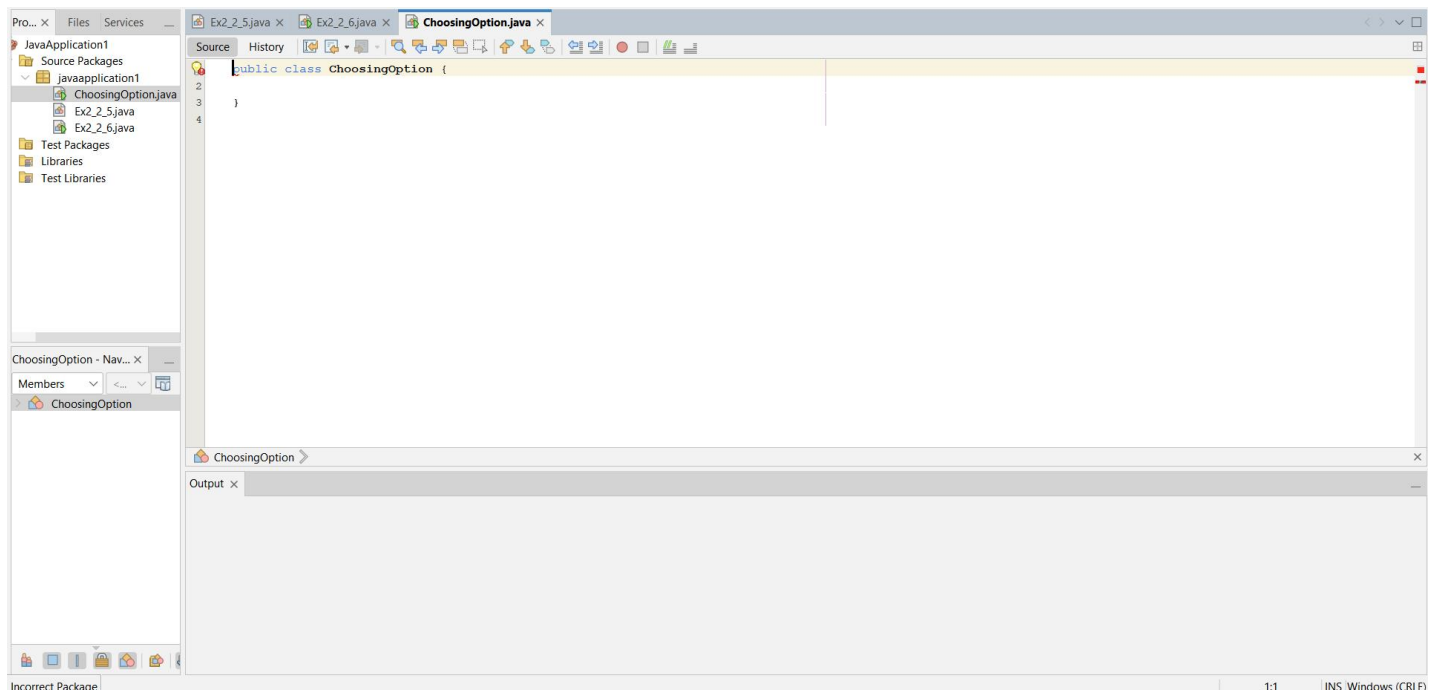 Pro... × Files Services
JavaApplication1
Source Packages
javaapplication1
ChoosingOption.java
Ex2_2_5.java
Ex2_2_6.java
Test Packages
Libraries
Test Libraries
ChoosingOption - Nav... ×
Members <...
ChoosingOption
Ex2_2_5.java × Ex2_2_6.java × ChoosingOption.java ×
Source History
public class ChoosingOption {
2
3 }
4
ChoosingOption
Output ×
Incorrect Package 1:1 INS Windows (CRLF)